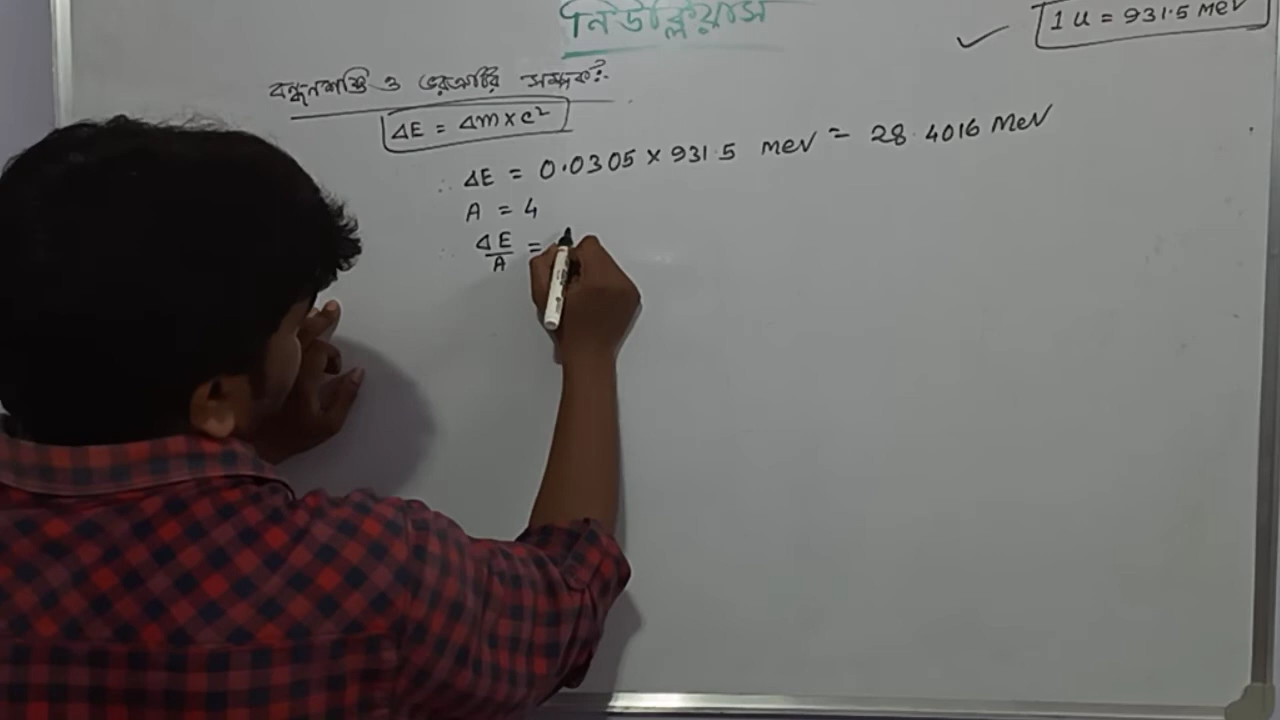 নিউক্লিয়াস
1 u = 931.5 MeV
বন্ধনশক্তি ও ভরত্রুটির সম্পর্ক:-
ΔE = Δm × c²
∴ ΔE = 0.0305 × 931.5 MeV = 28.4016 MeV
A = 4
∴ ΔE/A =